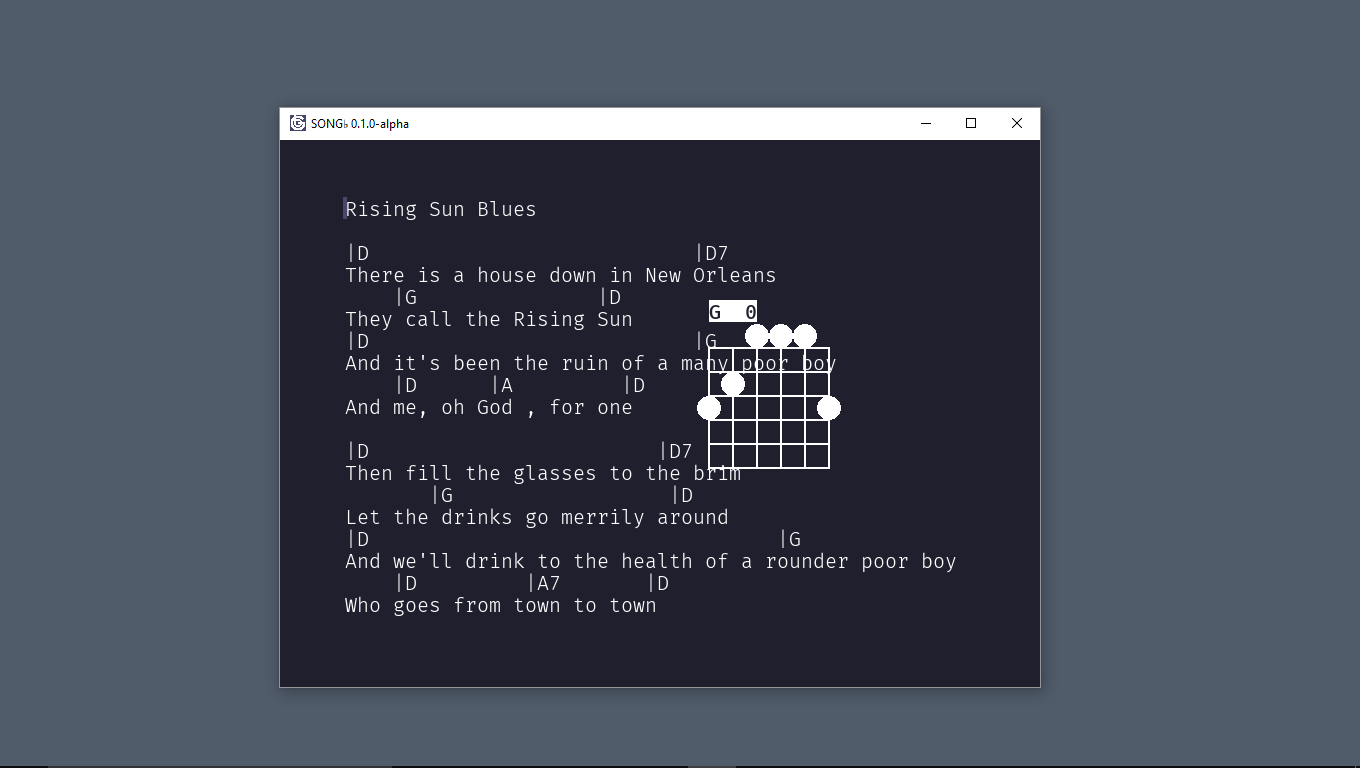 SONG♭ 0.1.0-alpha
Rising Sun Blues
|D                           |D7
There is a house down in New Orleans
    |G               |D
They call the Rising Sun
G  0
|D                           |G
And it's been the ruin of a many poor boy
    |D      |A         |D
And me, oh God , for one
|D                        |D7
Then fill the glasses to the brim
       |G                  |D
Let the drinks go merrily around
|D                                  |G
And we'll drink to the health of a rounder poor boy
    |D         |A7       |D
Who goes from town to town